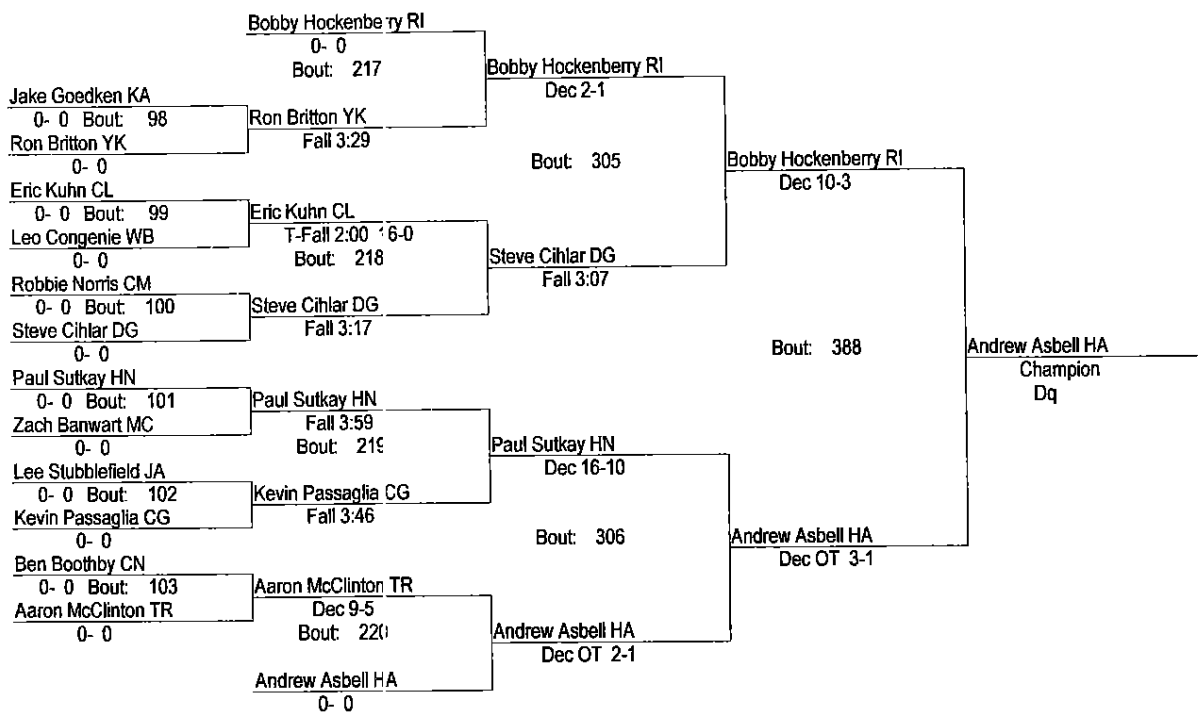 Bobby Hockenberry RI
0- 0
Bout: 217
Bobby Hockenberry RI
Dec 2-1
Jake Goedken KA
0- 0 Bout: 98
Ron Britton YK
Fall 3:29
Ron Britton YK
0- 0
Bout: 305
Bobby Hockenberry RI
Dec 10-3
Eric Kuhn CL
0- 0 Bout: 99
Eric Kuhn CL
T-Fall 2:00 16-0
Leo Congenie WB
0- 0
Bout: 218
Steve Cihlar DG
Fall 3:07
Robbie Norris CM
0- 0 Bout: 100
Steve Cihlar DG
Fall 3:17
Steve Cihlar DG
0- 0
Bout: 388
Andrew Asbell HA
Champion
Dq
Paul Sutkay HN
0- 0 Bout: 101
Paul Sutkay HN
Fall 3:59
Zach Banwart MC
0- 0
Bout: 219
Paul Sutkay HN
Dec 16-10
Lee Stubblefield JA
0- 0 Bout: 102
Kevin Passaglia CG
Fall 3:46
Kevin Passaglia CG
0- 0
Bout: 306
Andrew Asbell HA
Dec OT 3-1
Ben Boothby CN
0- 0 Bout: 103
Aaron McClinton TR
Dec 9-5
Aaron McClinton TR
0- 0
Bout: 220
Andrew Asbell HA
Dec OT 2-1
Andrew Asbell HA
0- 0